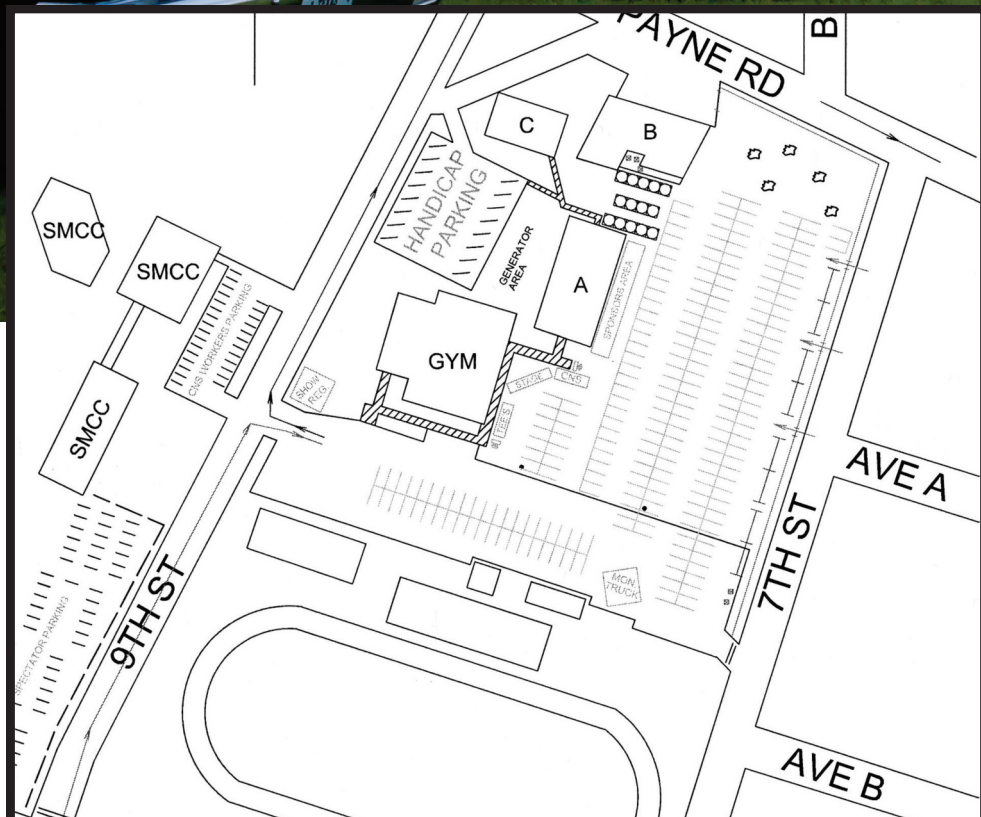 PAYNE RD
B
C
B
HANDICAP
PARKING
GENERATOR
AREA
A
SPONSORS AREA
SMCC
SMCC
CNS WORKERS PARKING
SMCC
GYM
SHOW
REG
STAGE
CNS
TEES
AVE A
7TH ST
MON
TRUCK
9TH ST
SPECTATOR PARKING
AVE B